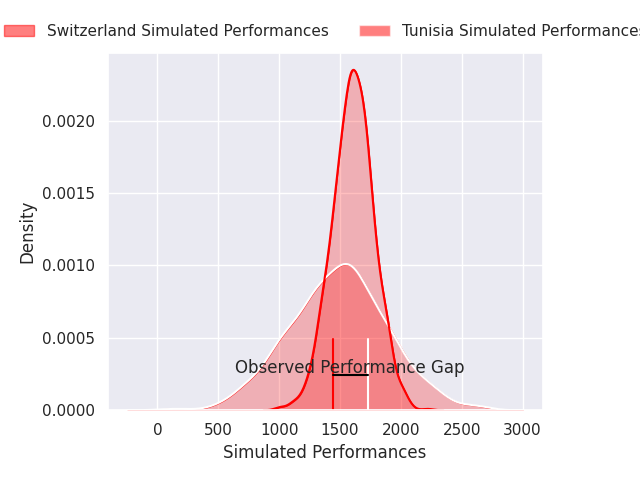 Switzerland Simulated Performances
Tunisia Simulated Performances
0.0020
0.0015
0.0010
0.0005
0.0000
Density
Observed Performance Gap
0 500 1000 1500 2000 2500 3000
Simulated Performances